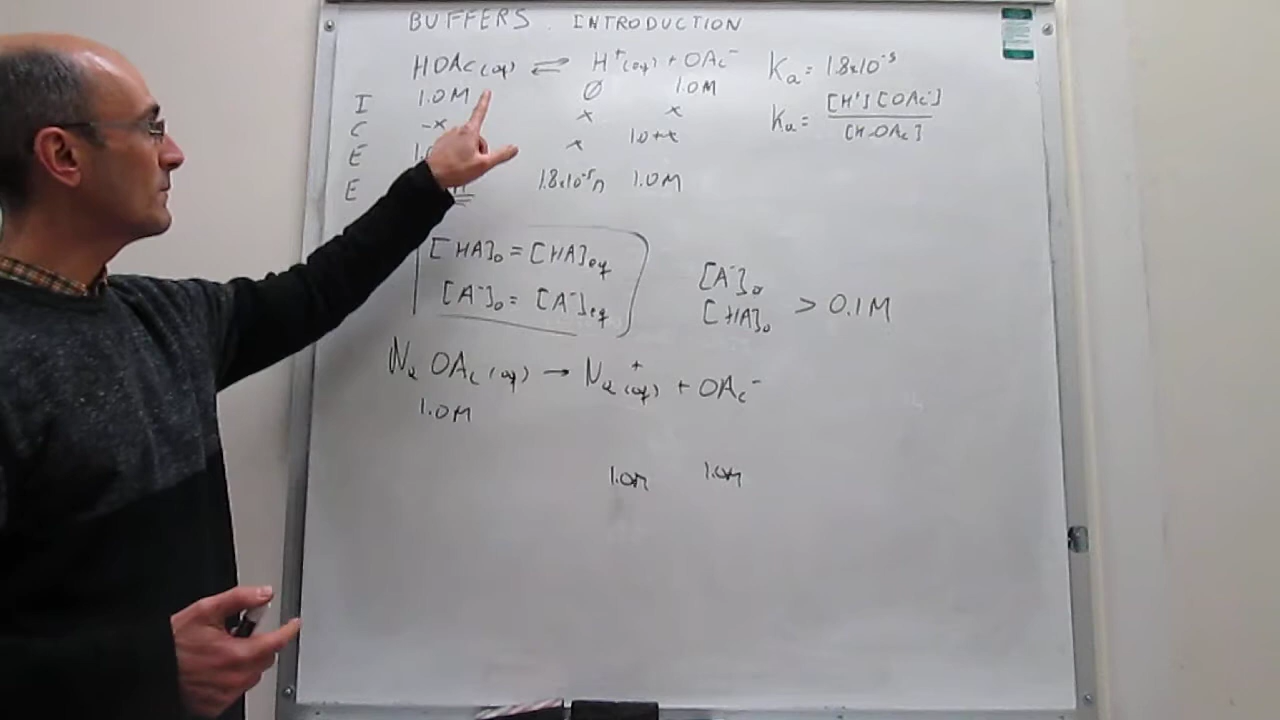 BUFFERS. INTRODUCTION
HOAc(aq) ⇌ H⁺(aq) + OAc⁻ Ka = 1.8x10⁻⁵
I 1.0M Ø 1.0M
Ka = [H⁺][OAc⁻] / [HOAc]
C -x x x
E 1.0 x 1.0+x
E 1.8x10⁻⁵M 1.0M
[HA]₀ = [HA]eq
[A⁻]₀ = [A⁻]eq
[A⁻]₀
[HA]₀ > 0.1M
NaOAc(aq) → Na⁺(aq) + OAc⁻
1.0M
1.0M 1.0M